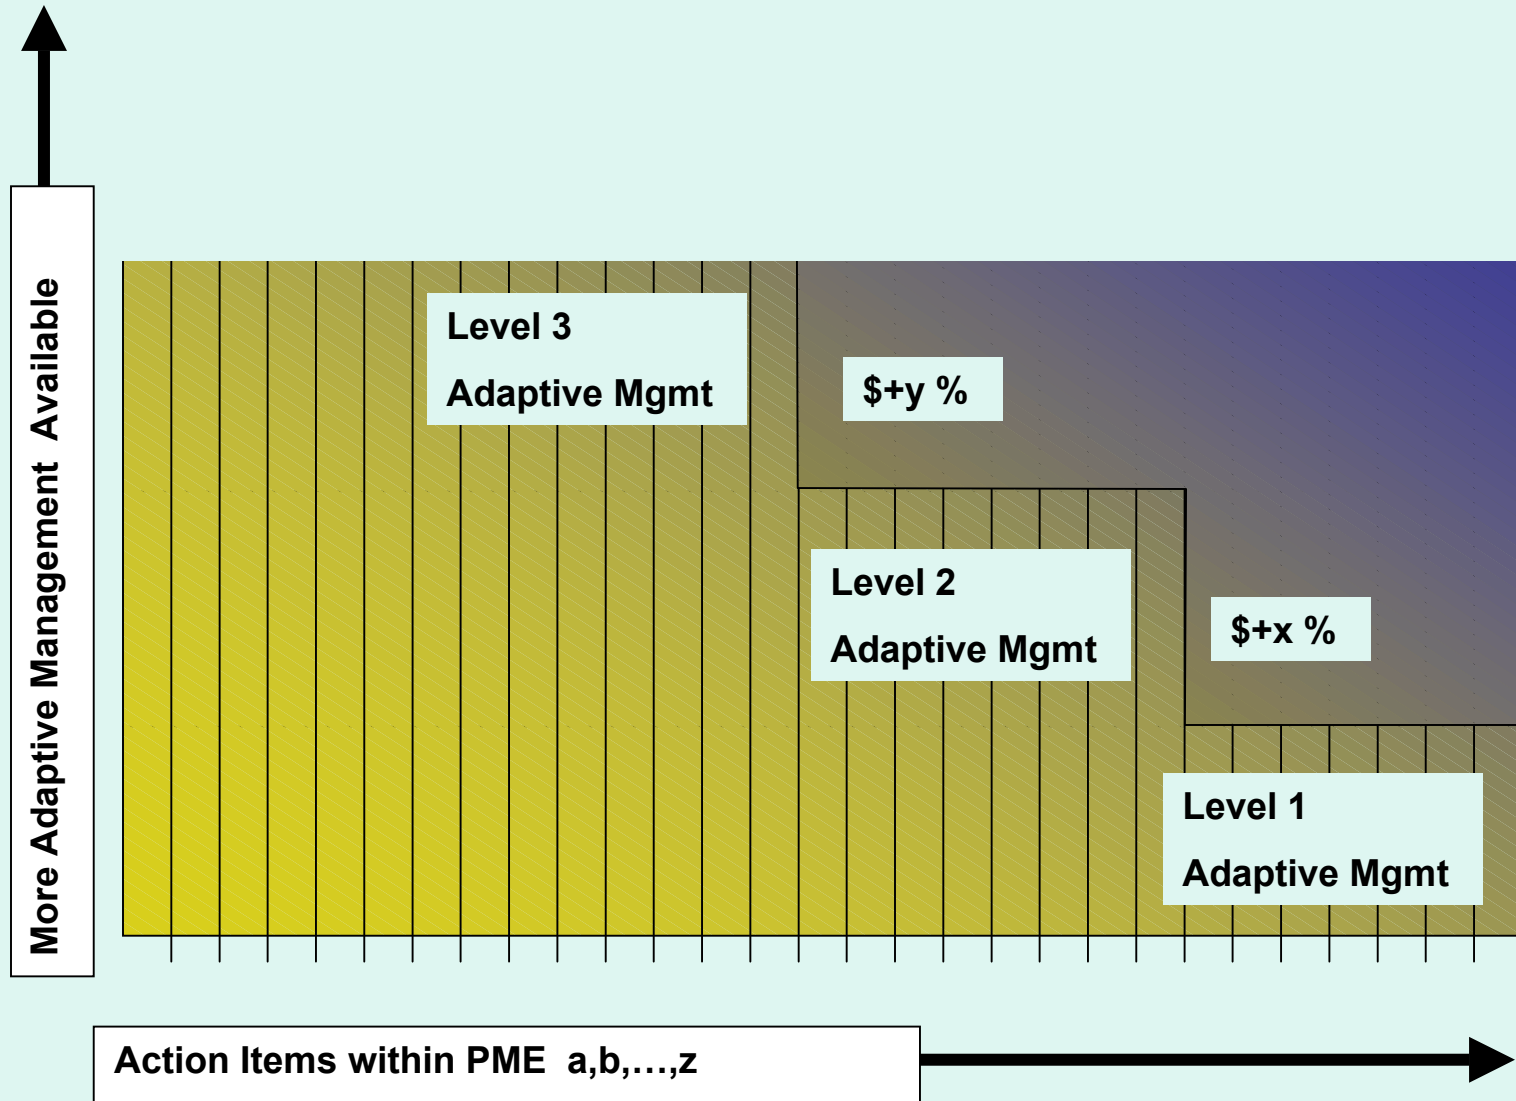 More Adaptive Management  Available
Level 3
Adaptive Mgmt
$+y %
Level 2
Adaptive Mgmt
$+x %
Level 1
Adaptive Mgmt
Action Items within PME  a,b,…,z